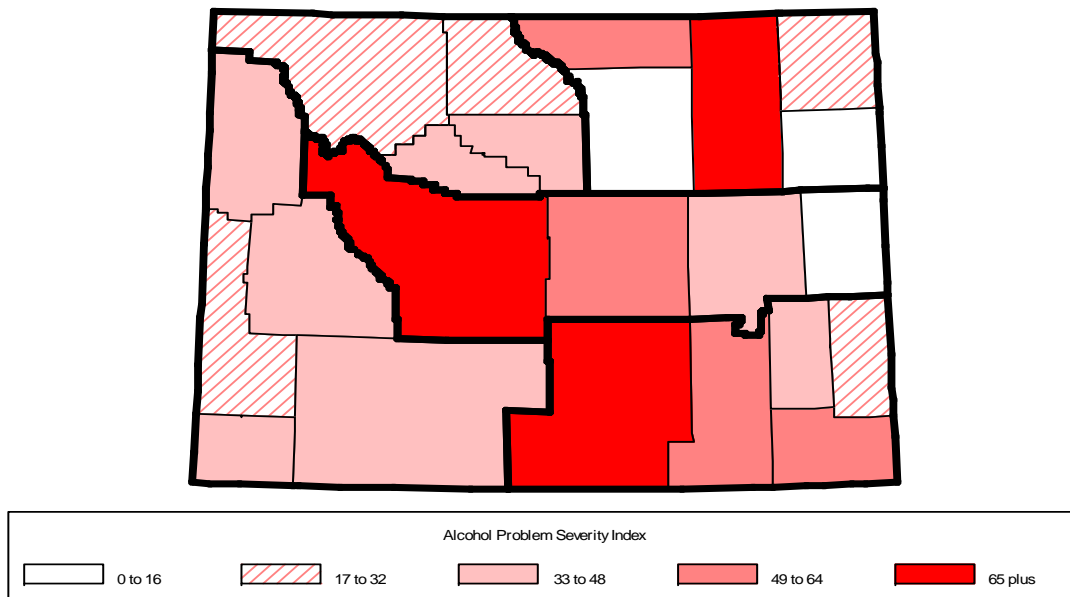 Alcohol Problem Severity Index
0 to 16 17 to 32 33 to 48 49 to 64 65 plus